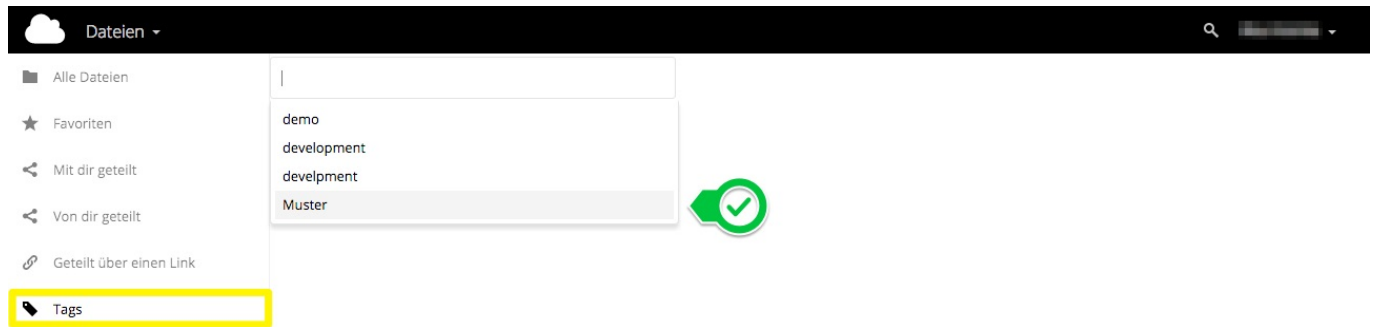 Dateien
Alle Dateien
Favoriten
Mit dir geteilt
Von dir geteilt
Geteilt über einen Link
Tags
demo
development
develpment
Muster